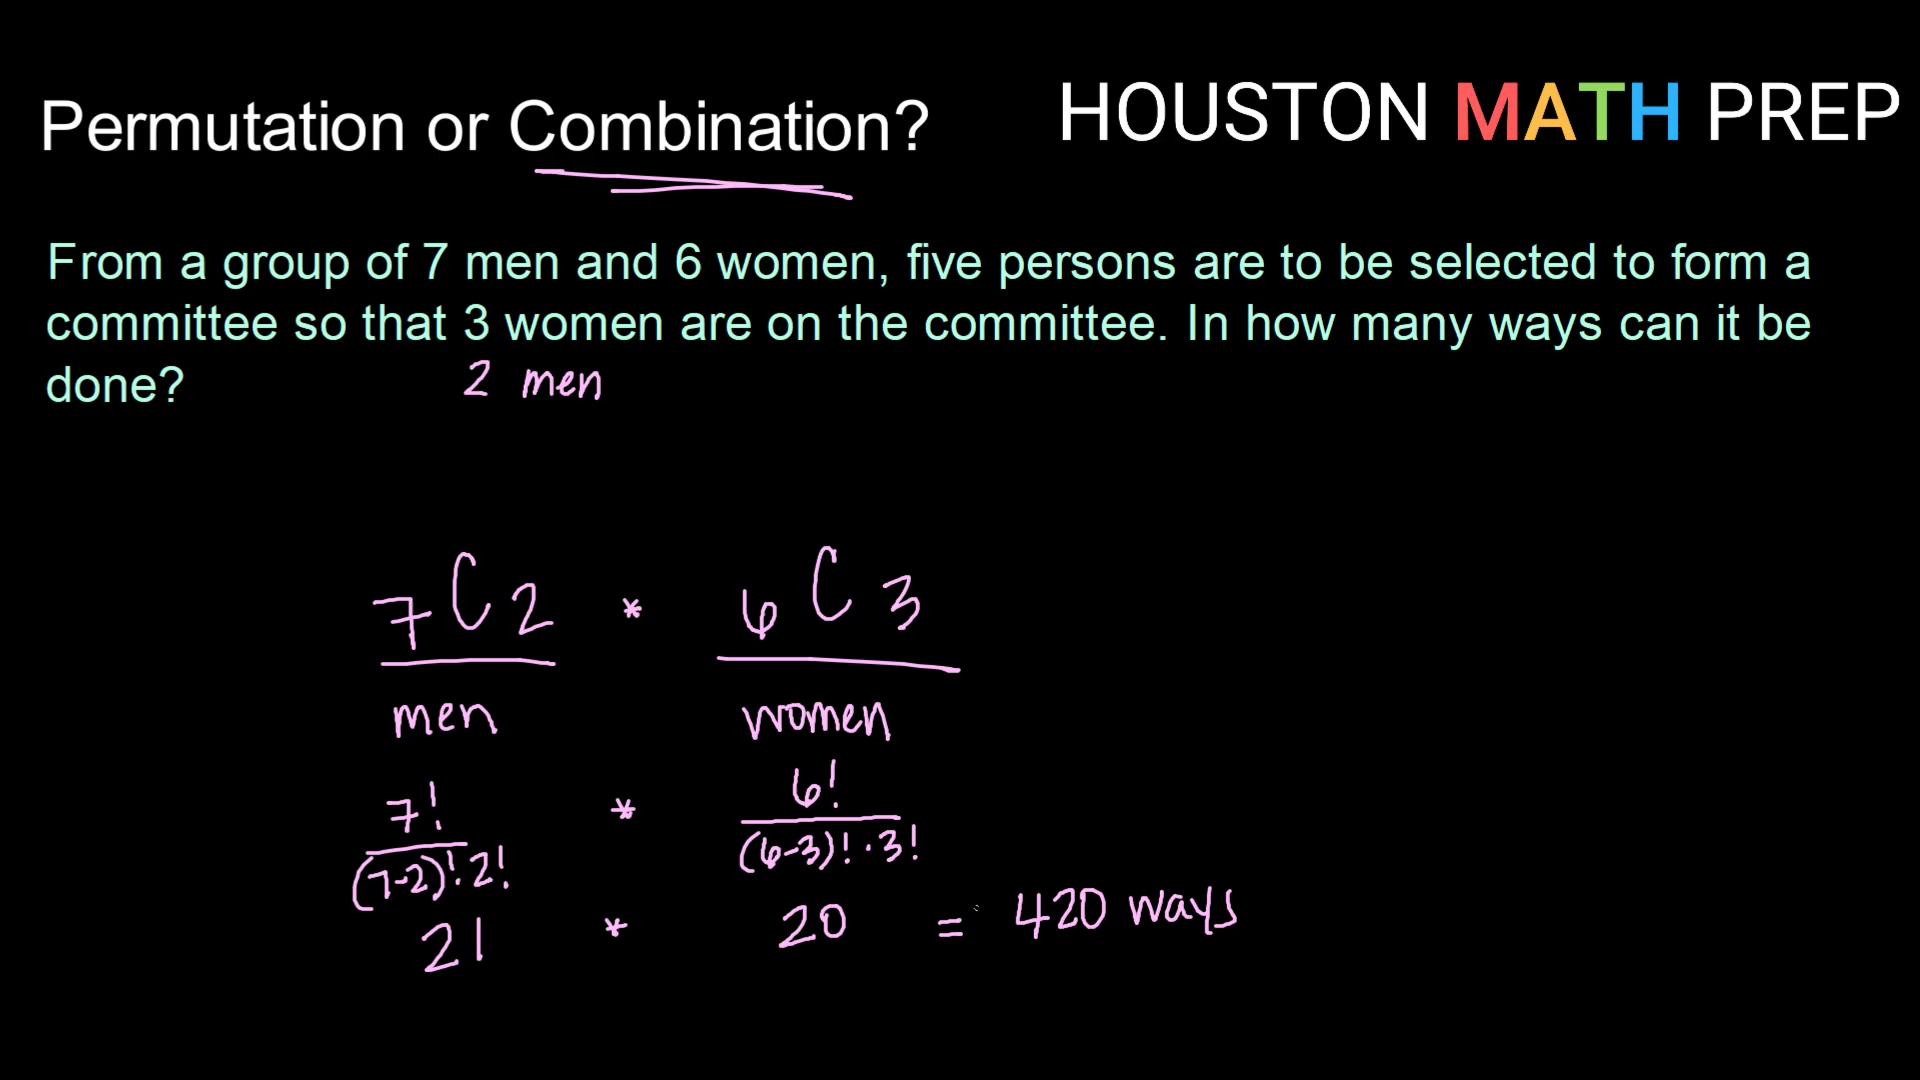 Permutation or Combination?
HOUSTON MATH PREP
From a group of 7 men and 6 women, five persons are to be selected to form a
committee so that 3 women are on the committee. In how many ways can it be
done?
2 men
7C2 * 6C3
men women
7! * 6!
(7-2)!·2! (6-3)!·3!
21 * 20 = 420 ways